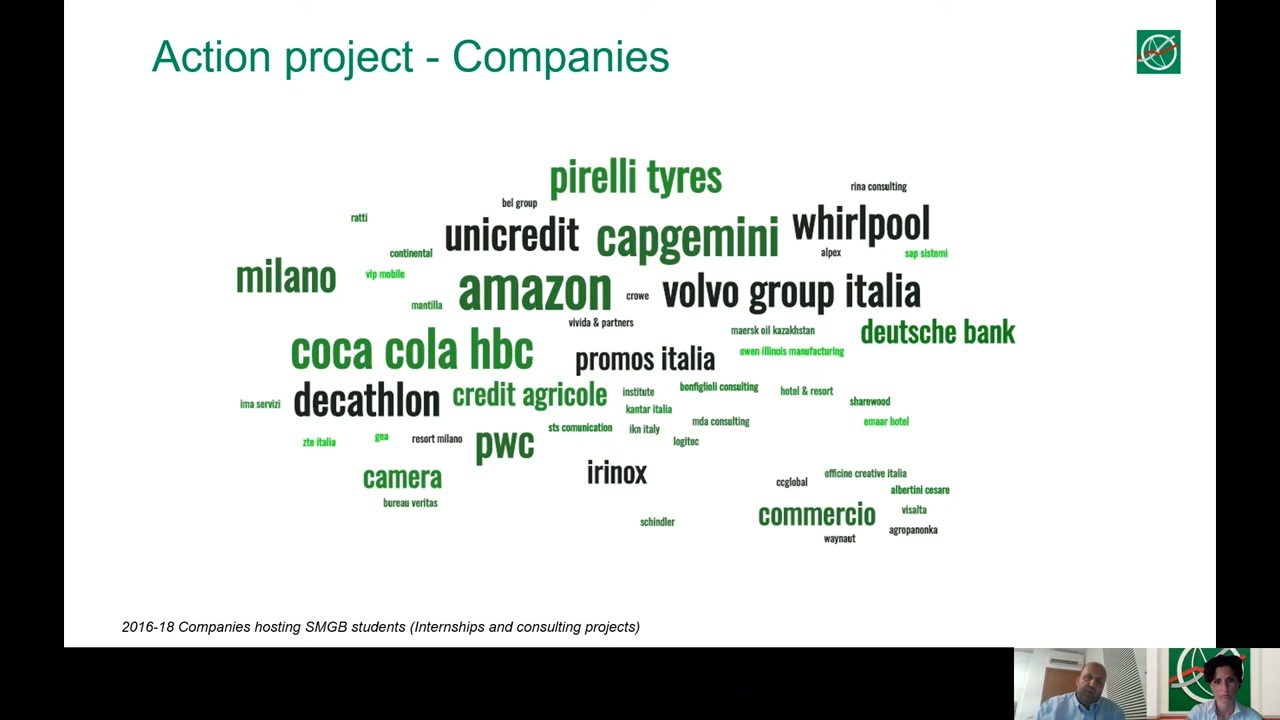 Action project - Companies
pirelli tyres
rina consulting
bel group
ratti
unicredit
capgemini
whirlpool
continental
alpex
sap sistemi
milano
vip mobile
amazon
crowe
volvo group italia
mantilla
vivida & partners
maersk oil kazakhstan
deutsche bank
coca cola hbc
promos italia
owen illinois manufacturing
ima servizi
decathlon
credit agricole
institute
bonfiglioli consulting
hotel & resort
sharewood
kantar italia
zte italia
gea
resort milano
pwc
sts comunication
ikn italy
mda consulting
emaar hotel
logitec
camera
irinox
officine creative italia
ccglobal
albertini cesare
bureau veritas
schindler
commercio
visalta
agropanonka
waynaut
2016-18 Companies hosting SMGB students (Internships and consulting projects)